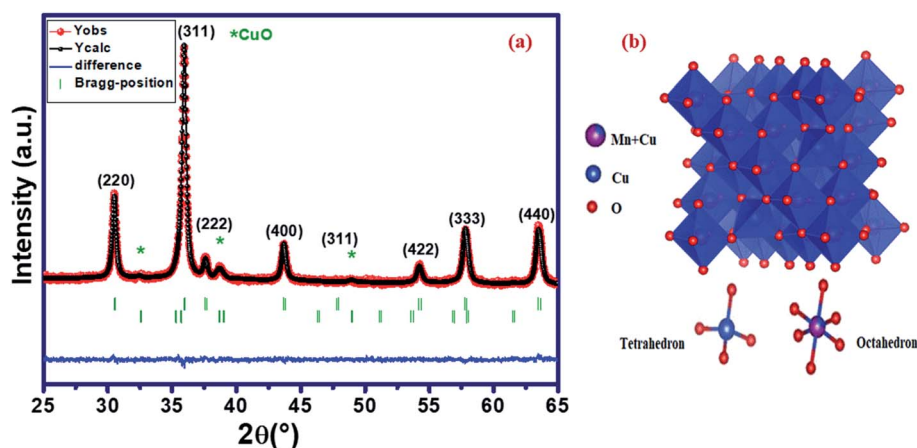 (311)
*CuO
(a)
Yobs
Ycalc
difference
Bragg-position
(220)
*
(222)
*
(400)
(311)
*
(422)
(333)
(440)
Intensity (a.u.)
25 30 35 40 45 50 55 60 65
2θ(°)
(b)
Mn+Cu
Cu
O
Tetrahedron
Octahedron